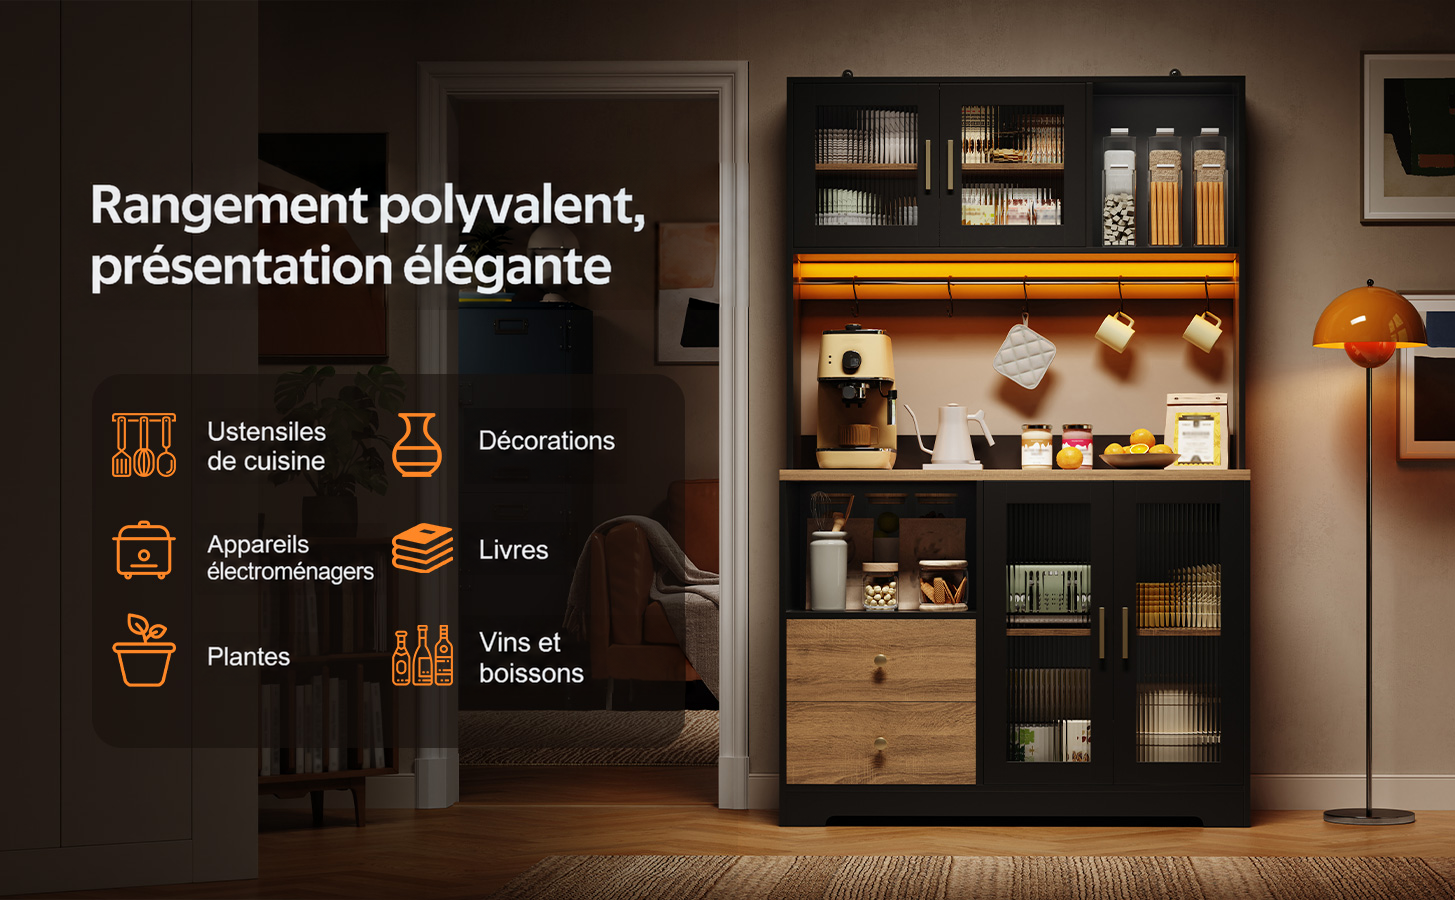 Rangement polyvalent,
présentation élégante
Ustensiles
de cuisine
Décorations
Appareils
électroménagers
Livres
Plantes
Vins et
boissons